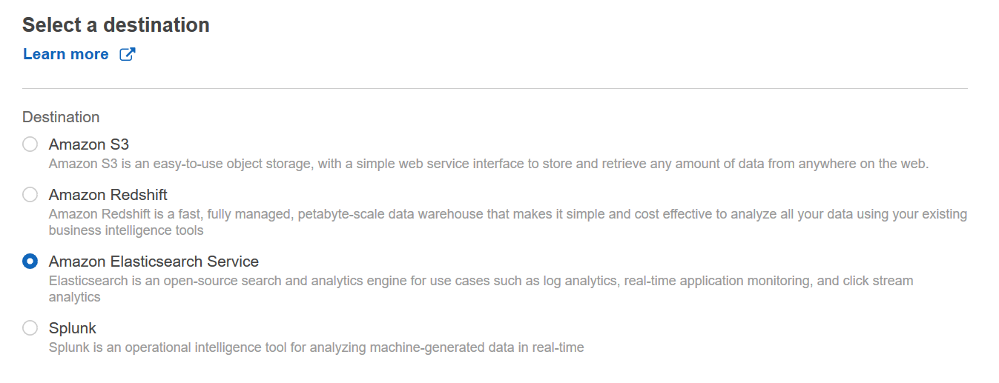 Select a destination
Learn more
Destination
Amazon S3
Amazon S3 is an easy-to-use object storage, with a simple web service interface to store and retrieve any amount of data from anywhere on the web.
Amazon Redshift
Amazon Redshift is a fast, fully managed, petabyte-scale data warehouse that makes it simple and cost effective to analyze all your data using your existing
business intelligence tools
Amazon Elasticsearch Service
Elasticsearch is an open-source search and analytics engine for use cases such as log analytics, real-time application monitoring, and click stream
analytics
Splunk
Splunk is an operational intelligence tool for analyzing machine-generated data in real-time